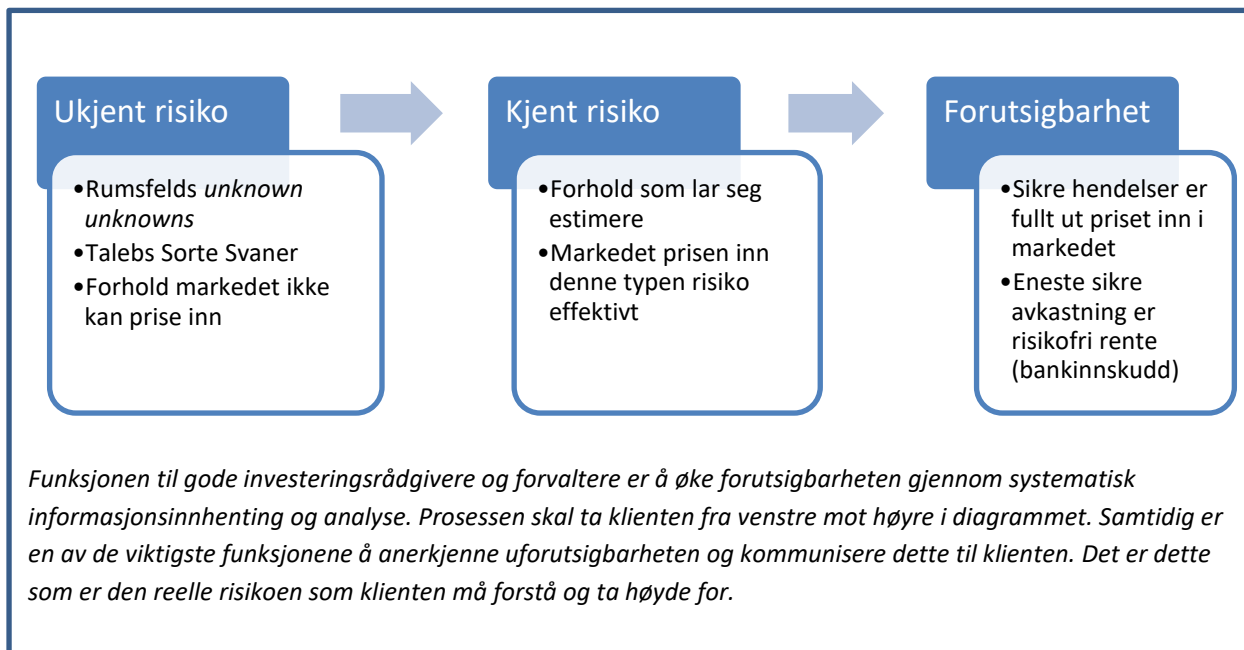 Ukjent risiko
•Rumsfelds unknown
unknowns
•Talebs Sorte Svaner
•Forhold markedet ikke
kan prise inn
Kjent risiko
•Forhold som lar seg
estimere
•Markedet prisen inn
denne typen risiko
effektivt
Forutsigbarhet
•Sikre hendelser er
fullt ut priset inn i
markedet
•Eneste sikre
avkastning er
risikofri rente
(bankinnskudd)
Funksjonen til gode investeringsrådgivere og forvaltere er å øke forutsigbarheten gjennom systematisk
informasjonsinnhenting og analyse. Prosessen skal ta klienten fra venstre mot høyre i diagrammet. Samtidig er
en av de viktigste funksjonene å anerkjenne uforutsigbarheten og kommunisere dette til klienten. Det er dette
som er den reelle risikoen som klienten må forstå og ta høyde for.